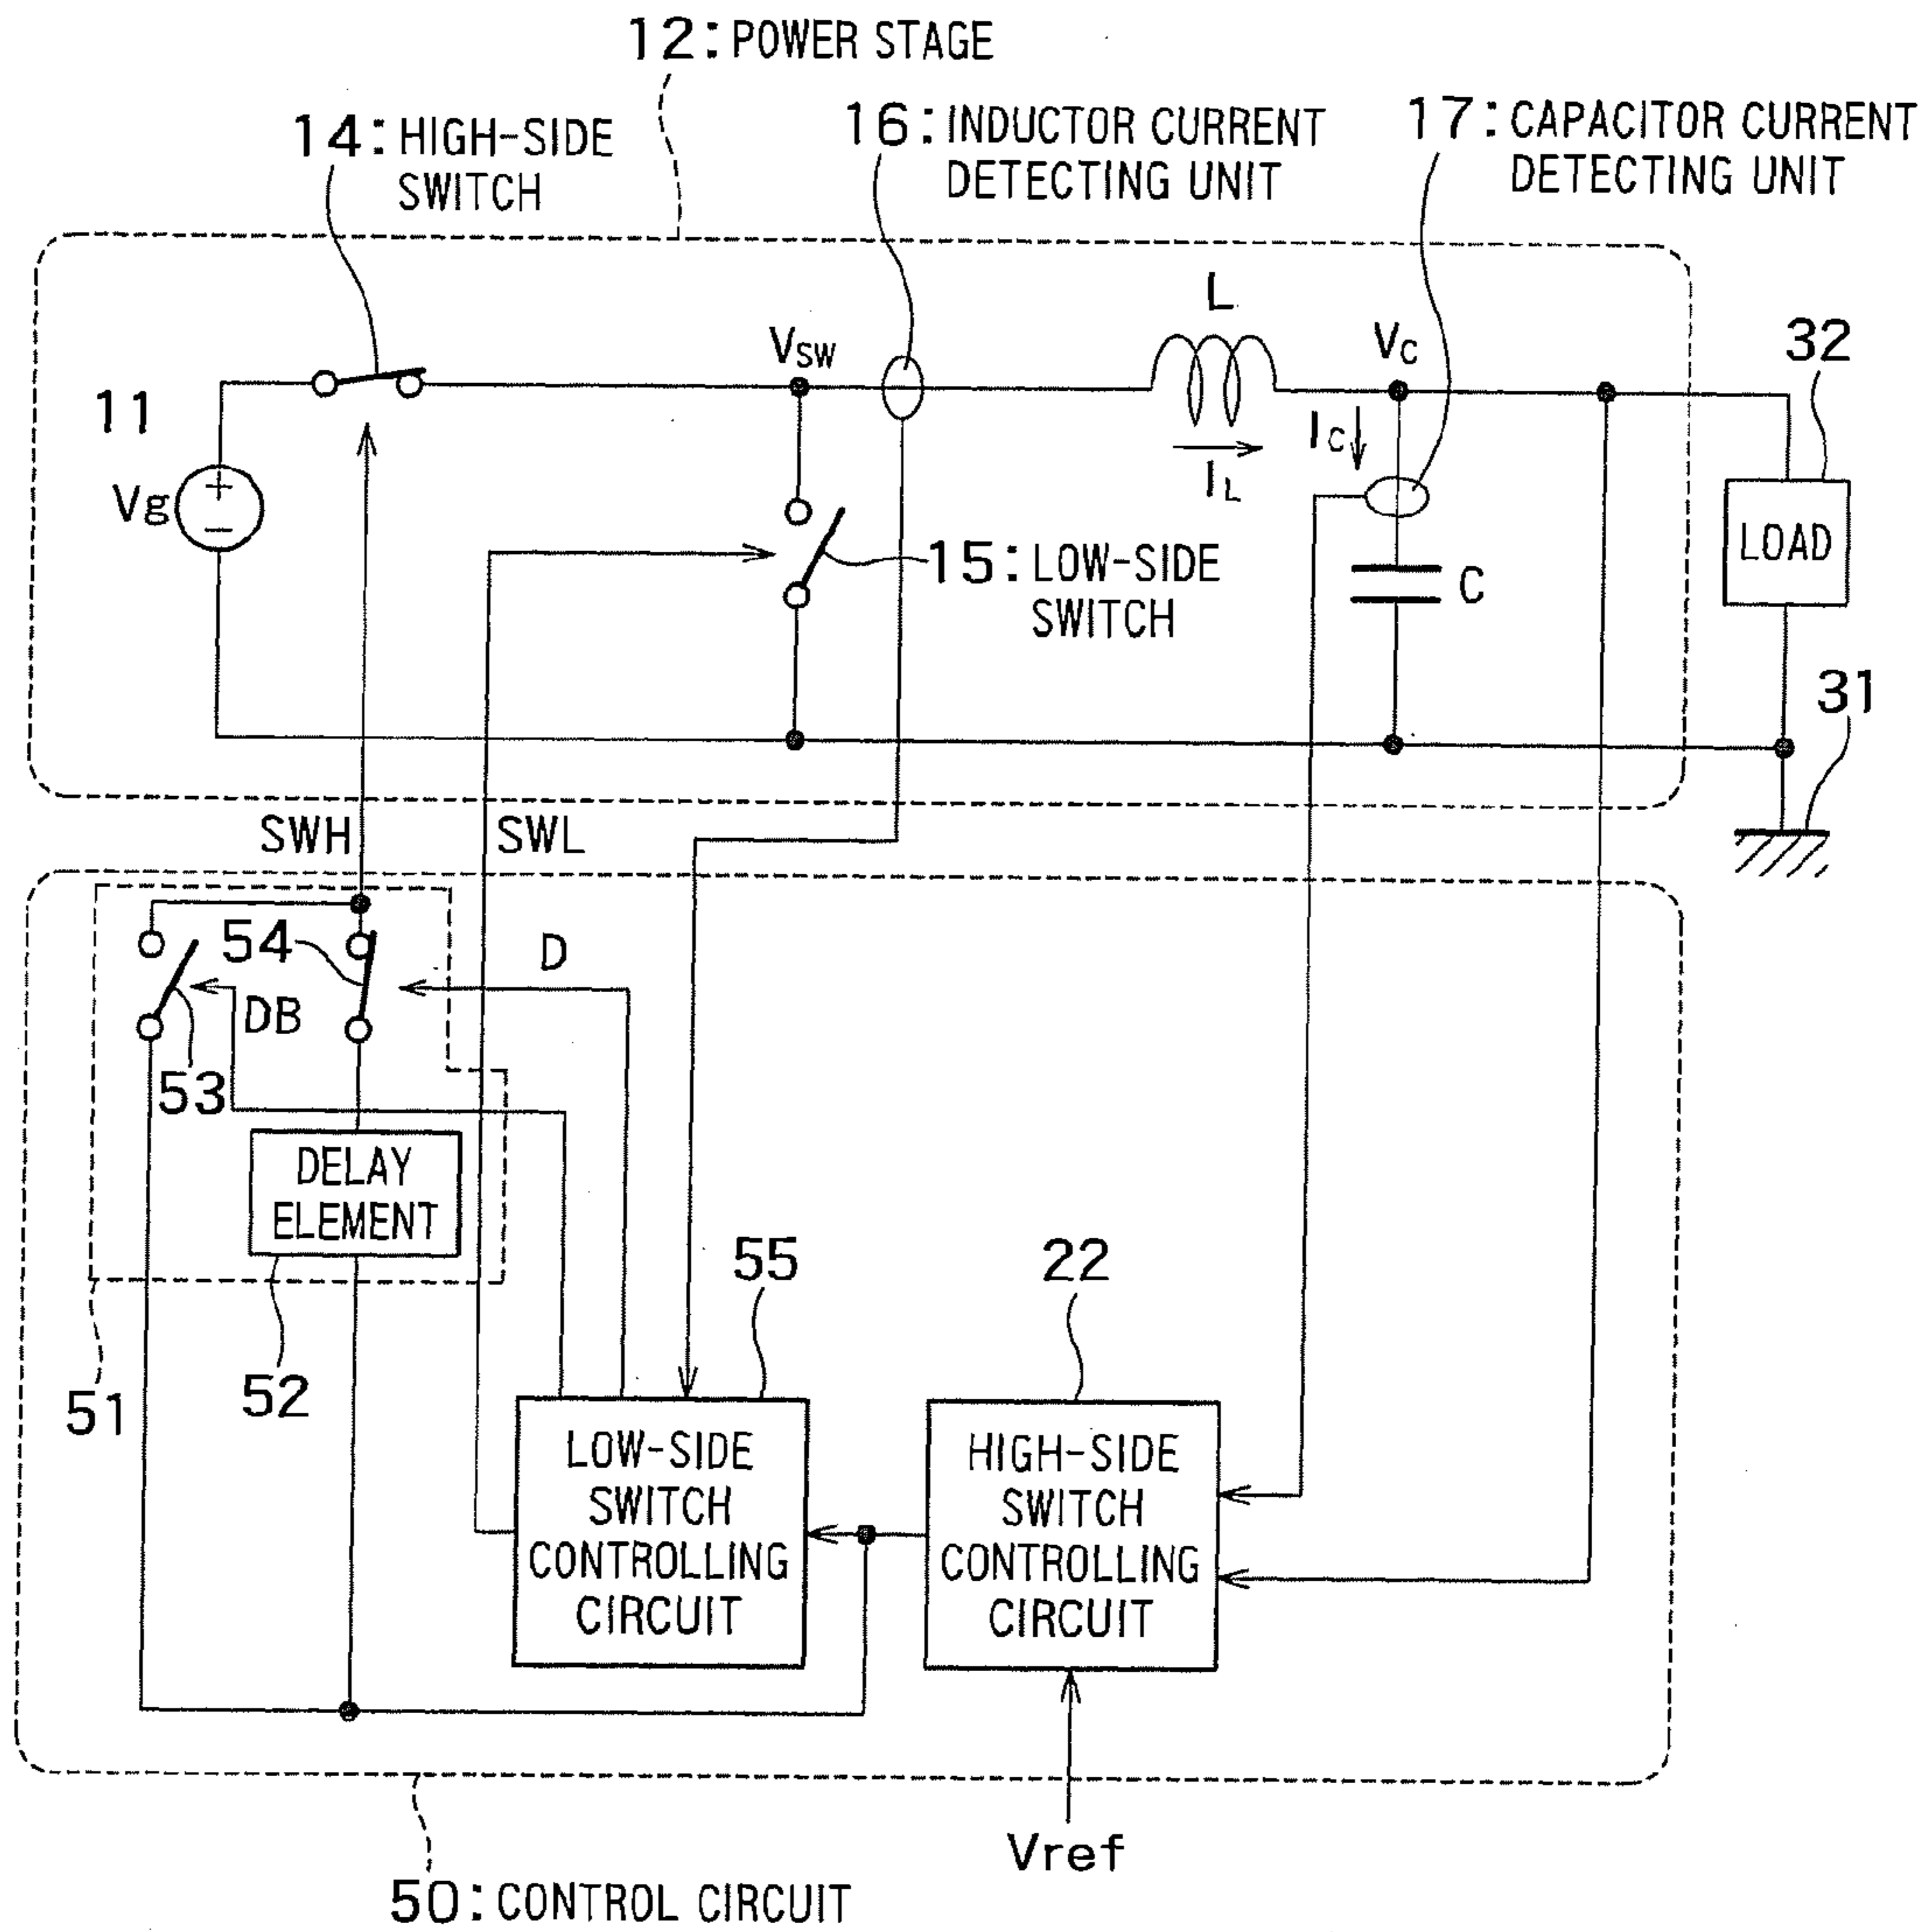 12: POWER STAGE
14: HIGH-SIDE
SWITCH
16: INDUCTOR CURRENT
DETECTING UNIT
17: CAPACITOR CURRENT
DETECTING UNIT
L
VSW
VC
32
11
IC
IL
Vg
+
−
LOAD
15: LOW-SIDE
SWITCH
C
31
SWH
SWL
54
D
DB
53
DELAY
ELEMENT
55
22
51
52
LOW-SIDE
SWITCH
CONTROLLING
CIRCUIT
HIGH-SIDE
SWITCH
CONTROLLING
CIRCUIT
Vref
50: CONTROL CIRCUIT